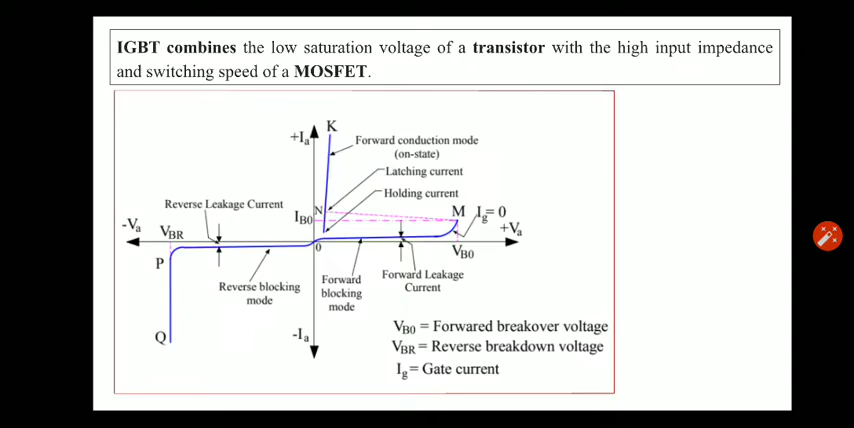 IGBT combines the low saturation voltage of a transistor with the high input impedance
and switching speed of a MOSFET.
+Ia
K
Forward conduction mode
(on-state)
Latching current
Holding current
Reverse Leakage Current
IB0
N
M
Ig= 0
-Va
VBR
+Va
0
VB0
P
Reverse blocking
mode
Forward
blocking
mode
Forward Leakage
Current
Q
-Ia
VB0 = Forwared breakover voltage
VBR = Reverse breakdown voltage
Ig= Gate current